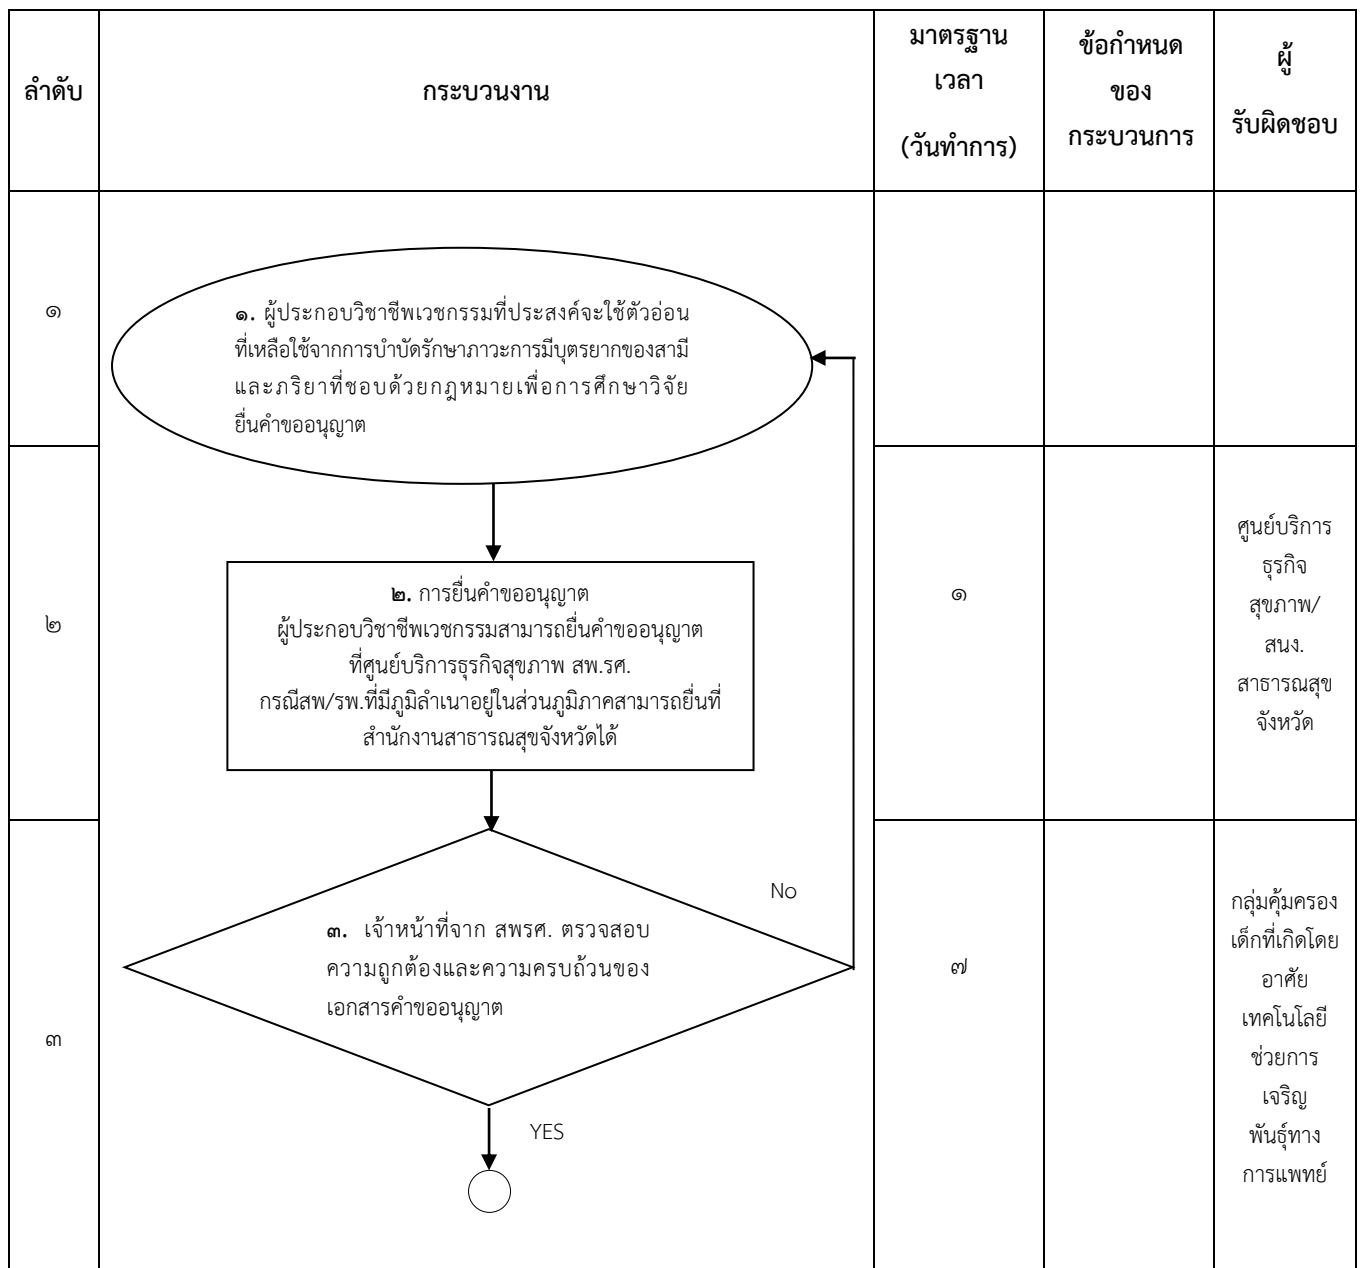 ลำดับ
กระบวนงาน
มาตรฐาน
เวลา
(วันทำการ)
ข้อกำหนด
ของ
กระบวนการ
ผู้
รับผิดชอบ
๑
๑. ผู้ประกอบวิชาชีพเวชกรรมที่ประสงค์จะใช้ตัวอ่อน
ที่เหลือใช้จากการบำบัดรักษาภาวะการมีบุตรยากของสามี
และภริยาที่ชอบด้วยกฎหมายเพื่อการศึกษาวิจัย
ยื่นคำขออนุญาต
๒
๒. การยื่นคำขออนุญาต
ผู้ประกอบวิชาชีพเวชกรรมสามารถยื่นคำขออนุญาต
ที่ศูนย์บริการธุรกิจสุขภาพ สพ.รศ.
กรณีสพ/รพ.ที่มีภูมิลำเนาอยู่ในส่วนภูมิภาคสามารถยื่นที่
สำนักงานสาธารณสุขจังหวัดได้
๑
ศูนย์บริการ
ธุรกิจ
สุขภาพ/
สนง.
สาธารณสุข
จังหวัด
๓
No
๓. เจ้าหน้าที่จาก สพรศ. ตรวจสอบ
ความถูกต้องและความครบถ้วนของ
เอกสารคำขออนุญาต
YES
๗
กลุ่มคุ้มครอง
เด็กที่เกิดโดย
อาศัย
เทคโนโลยี
ช่วยการ
เจริญ
พันธุ์ทาง
การแพทย์